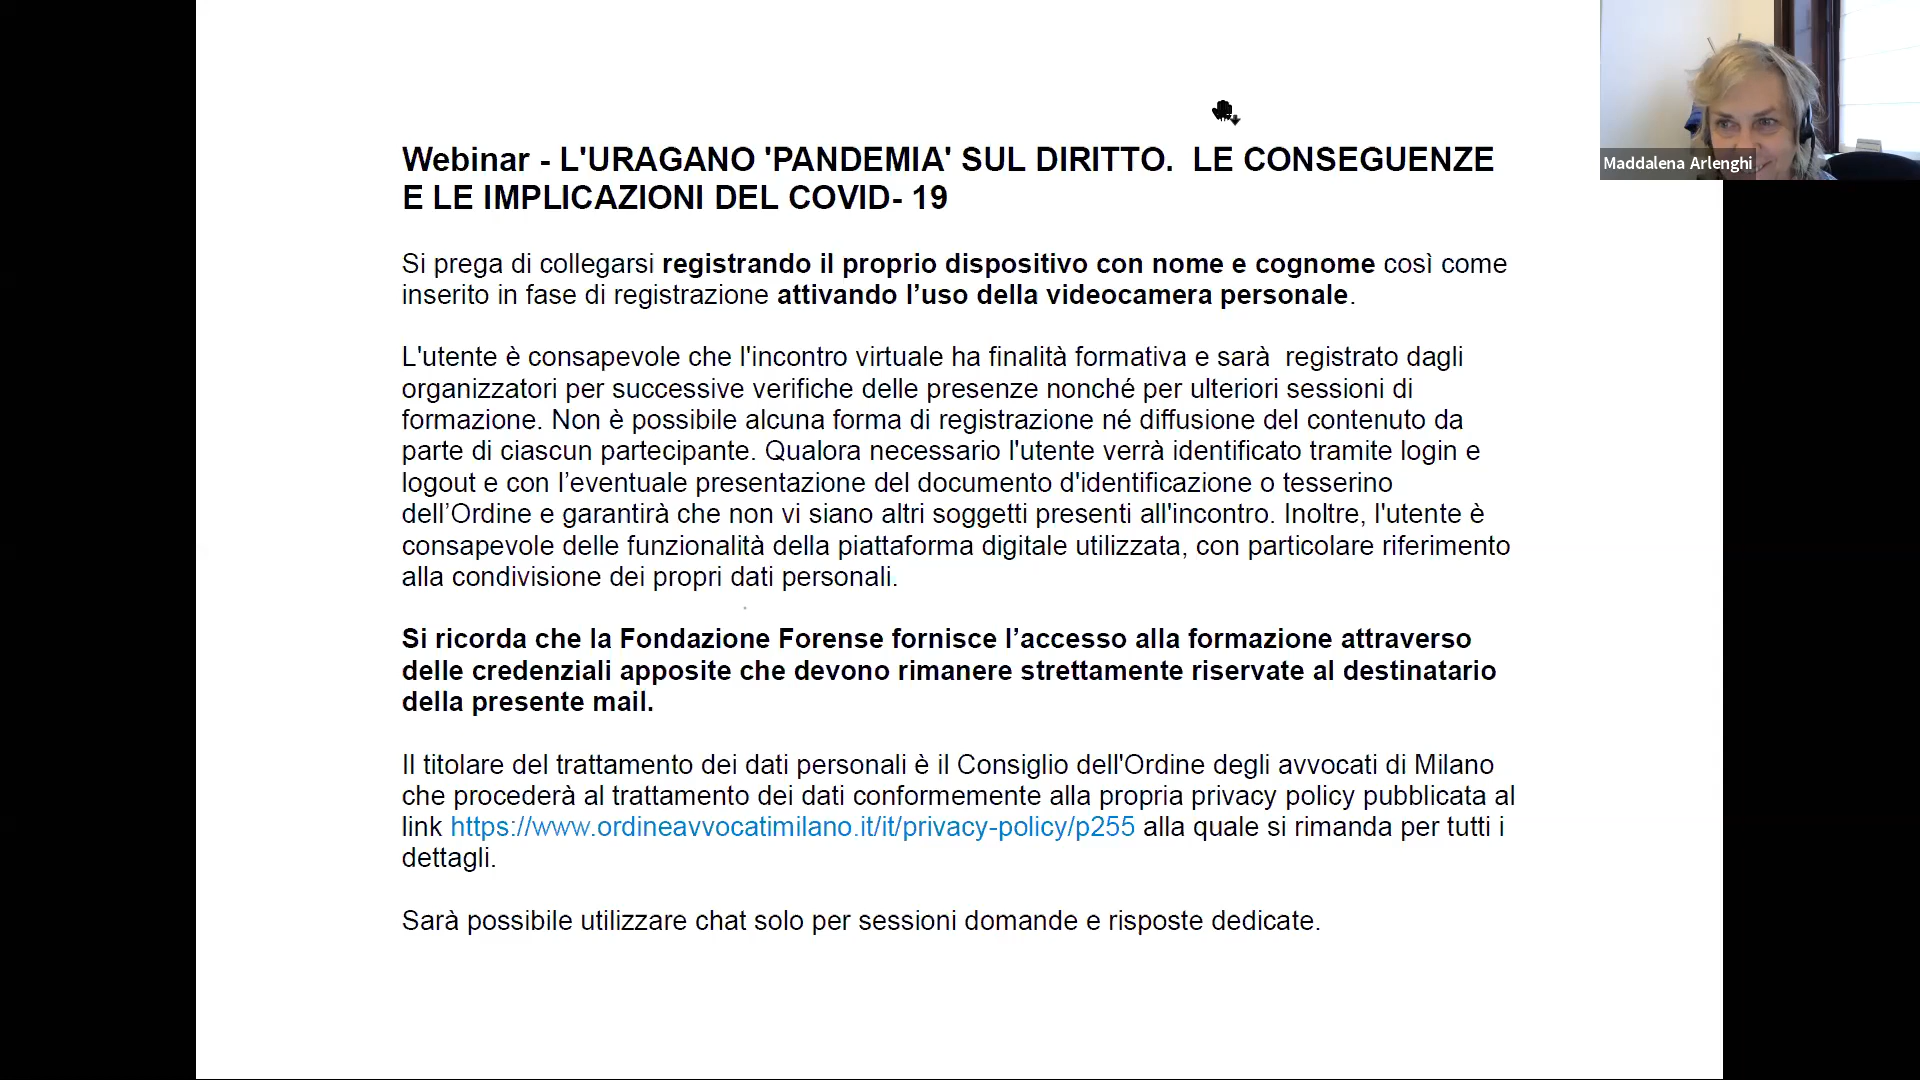 Webinar - L'URAGANO 'PANDEMIA' SUL DIRITTO.  LE CONSEGUENZE
E LE IMPLICAZIONI DEL COVID- 19
Si prega di collegarsi registrando il proprio dispositivo con nome e cognome così come
inserito in fase di registrazione attivando l’uso della videocamera personale.
L'utente è consapevole che l'incontro virtuale ha finalità formativa e sarà  registrato dagli
organizzatori per successive verifiche delle presenze nonché per ulteriori sessioni di
formazione. Non è possibile alcuna forma di registrazione né diffusione del contenuto da
parte di ciascun partecipante. Qualora necessario l'utente verrà identificato tramite login e
logout e con l’eventuale presentazione del documento d'identificazione o tesserino
dell’Ordine e garantirà che non vi siano altri soggetti presenti all'incontro. Inoltre, l'utente è
consapevole delle funzionalità della piattaforma digitale utilizzata, con particolare riferimento
alla condivisione dei propri dati personali.
Si ricorda che la Fondazione Forense fornisce l’accesso alla formazione attraverso
delle credenziali apposite che devono rimanere strettamente riservate al destinatario
della presente mail.
Il titolare del trattamento dei dati personali è il Consiglio dell'Ordine degli avvocati di Milano
che procederà al trattamento dei dati conformemente alla propria privacy policy pubblicata al
link https://www.ordineavvocatimilano.it/it/privacy-policy/p255 alla quale si rimanda per tutti i
dettagli.
Sarà possibile utilizzare chat solo per sessioni domande e risposte dedicate.
Maddalena Arlenghi